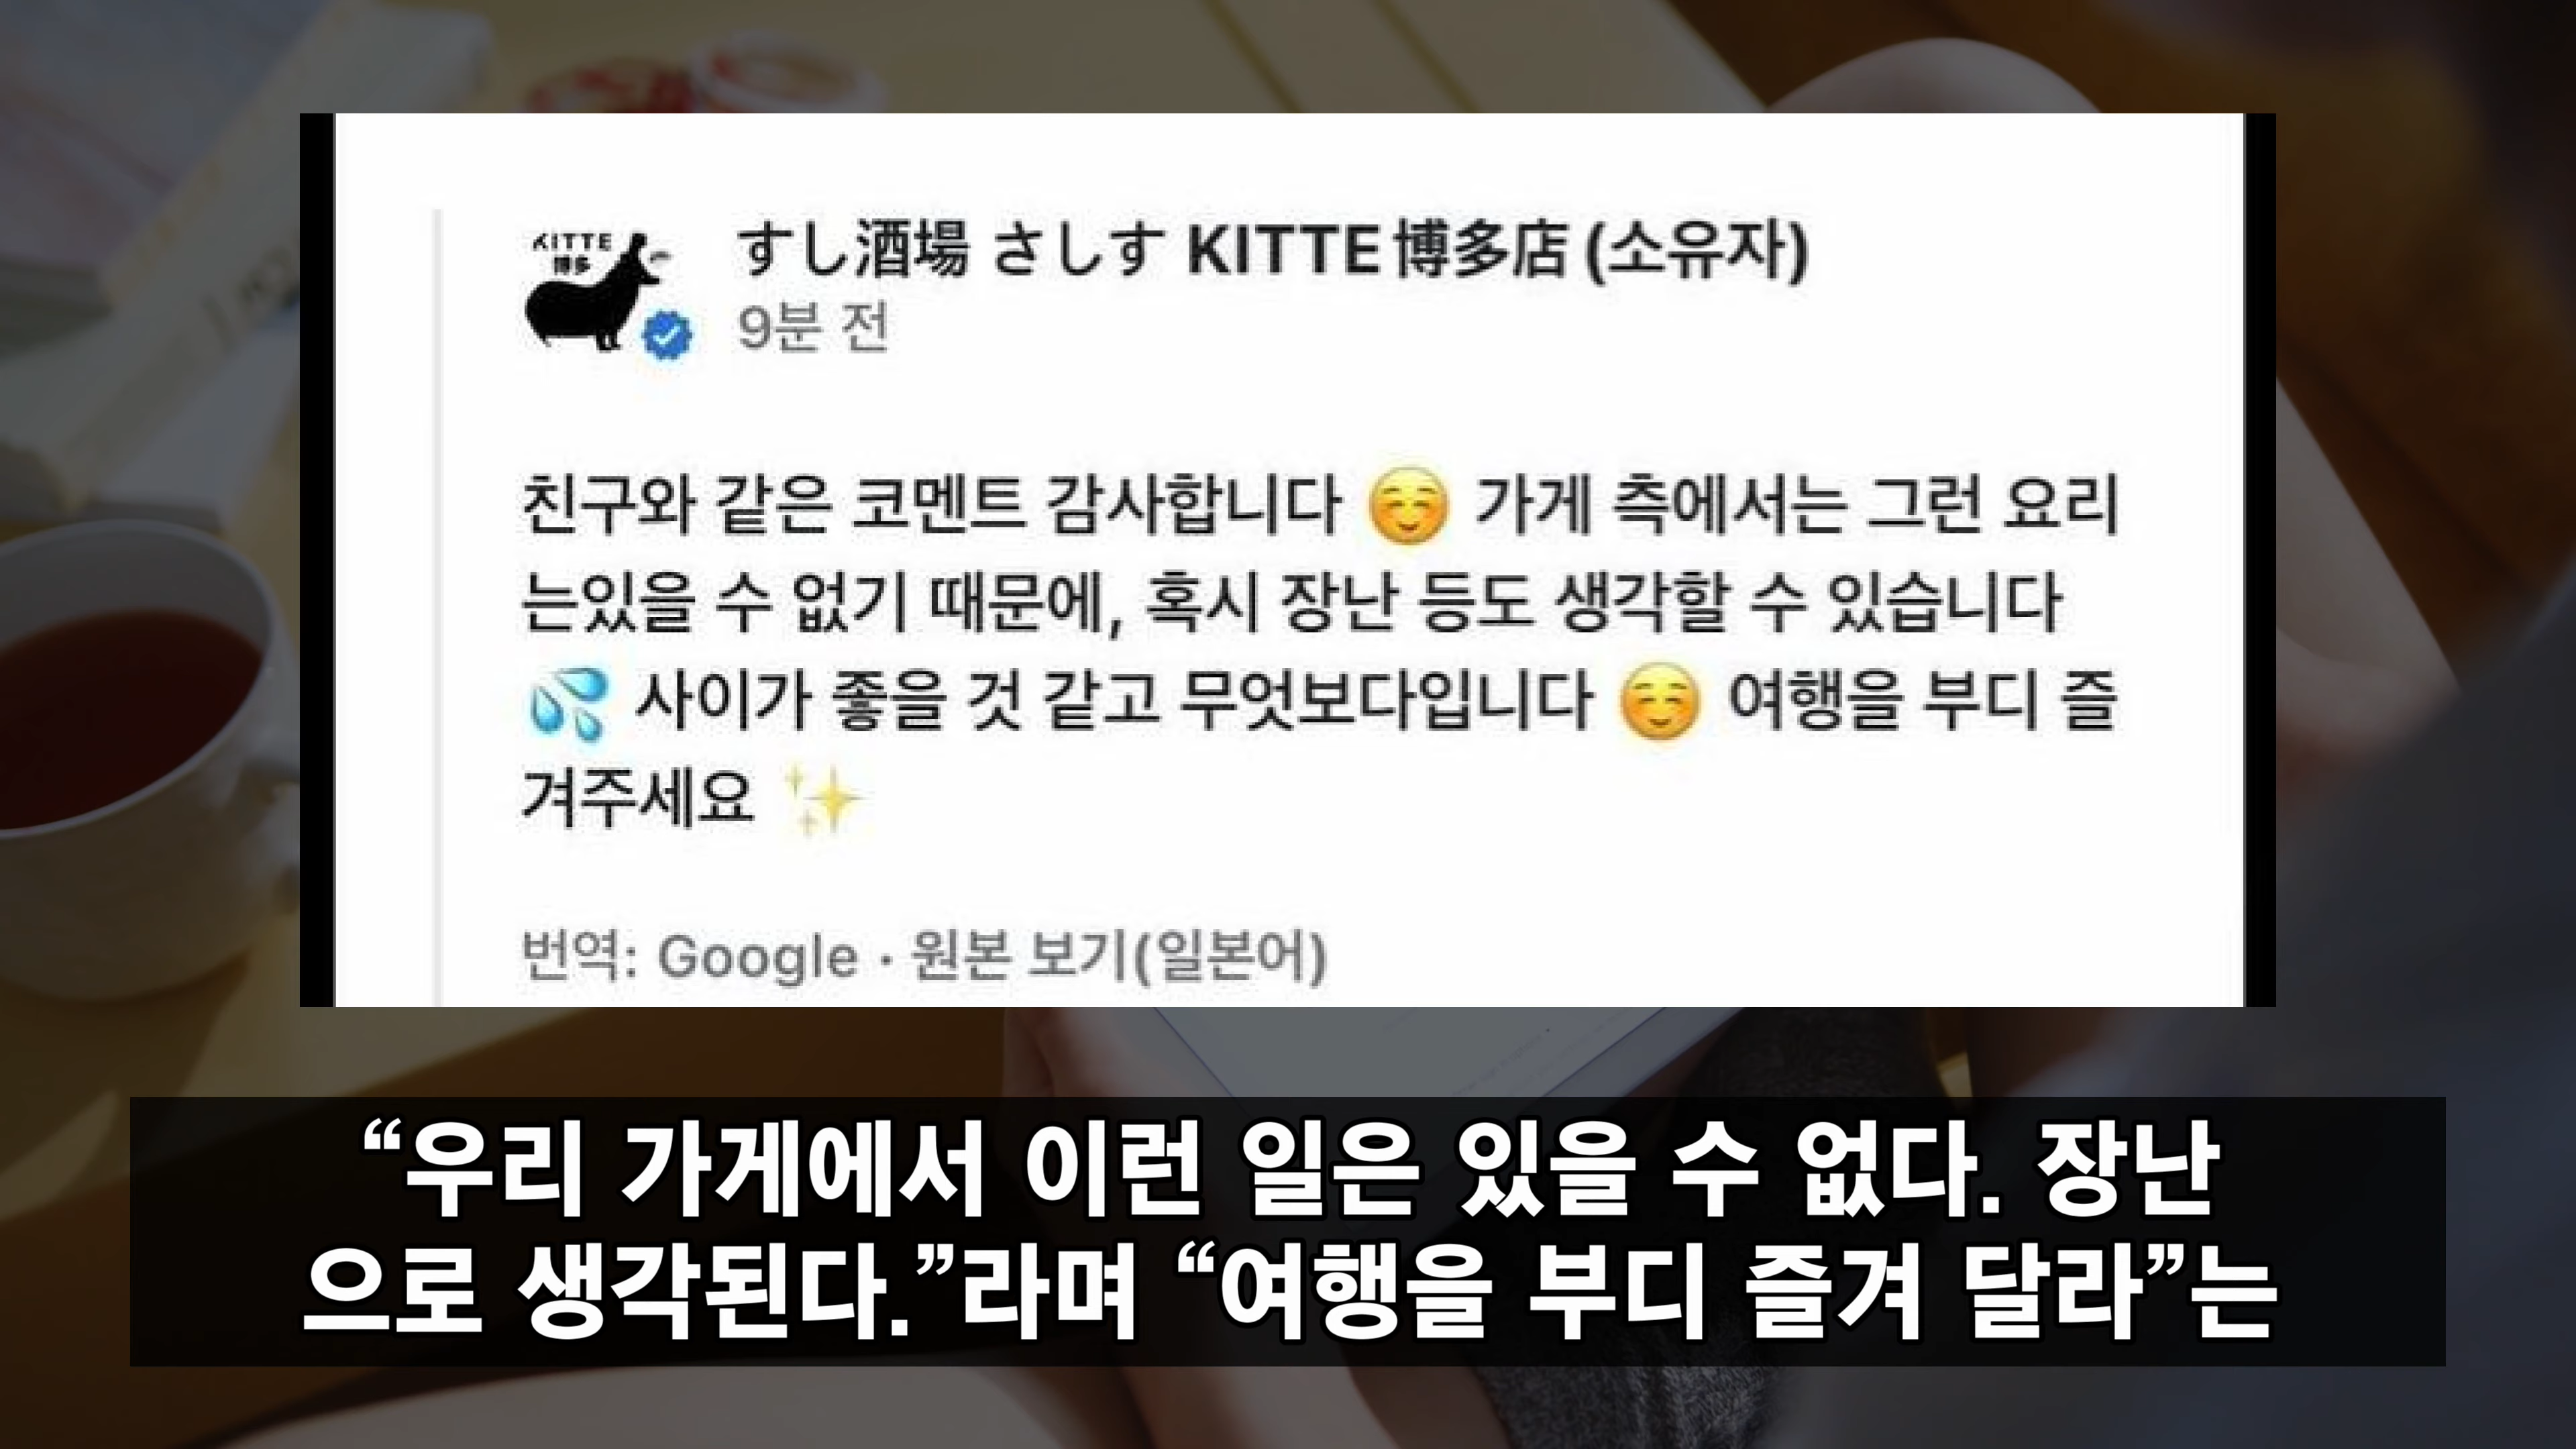 KITTE
博多
すし酒場 さしす KITTE 博多店 (소유자)
9분 전
친구와 같은 코멘트 감사합니다 ☺️ 가게 측에서는 그런 요리
는있을 수 없기 때문에, 혹시 장난 등도 생각할 수 있습니다
💦 사이가 좋을 것 같고 무엇보다입니다 ☺️ 여행을 부디 즐
겨주세요 ✨
번역: Google · 원본 보기(일본어)
“우리 가게에서 이런 일은 있을 수 없다. 장난
으로 생각된다.”라며 “여행을 부디 즐겨 달라”는